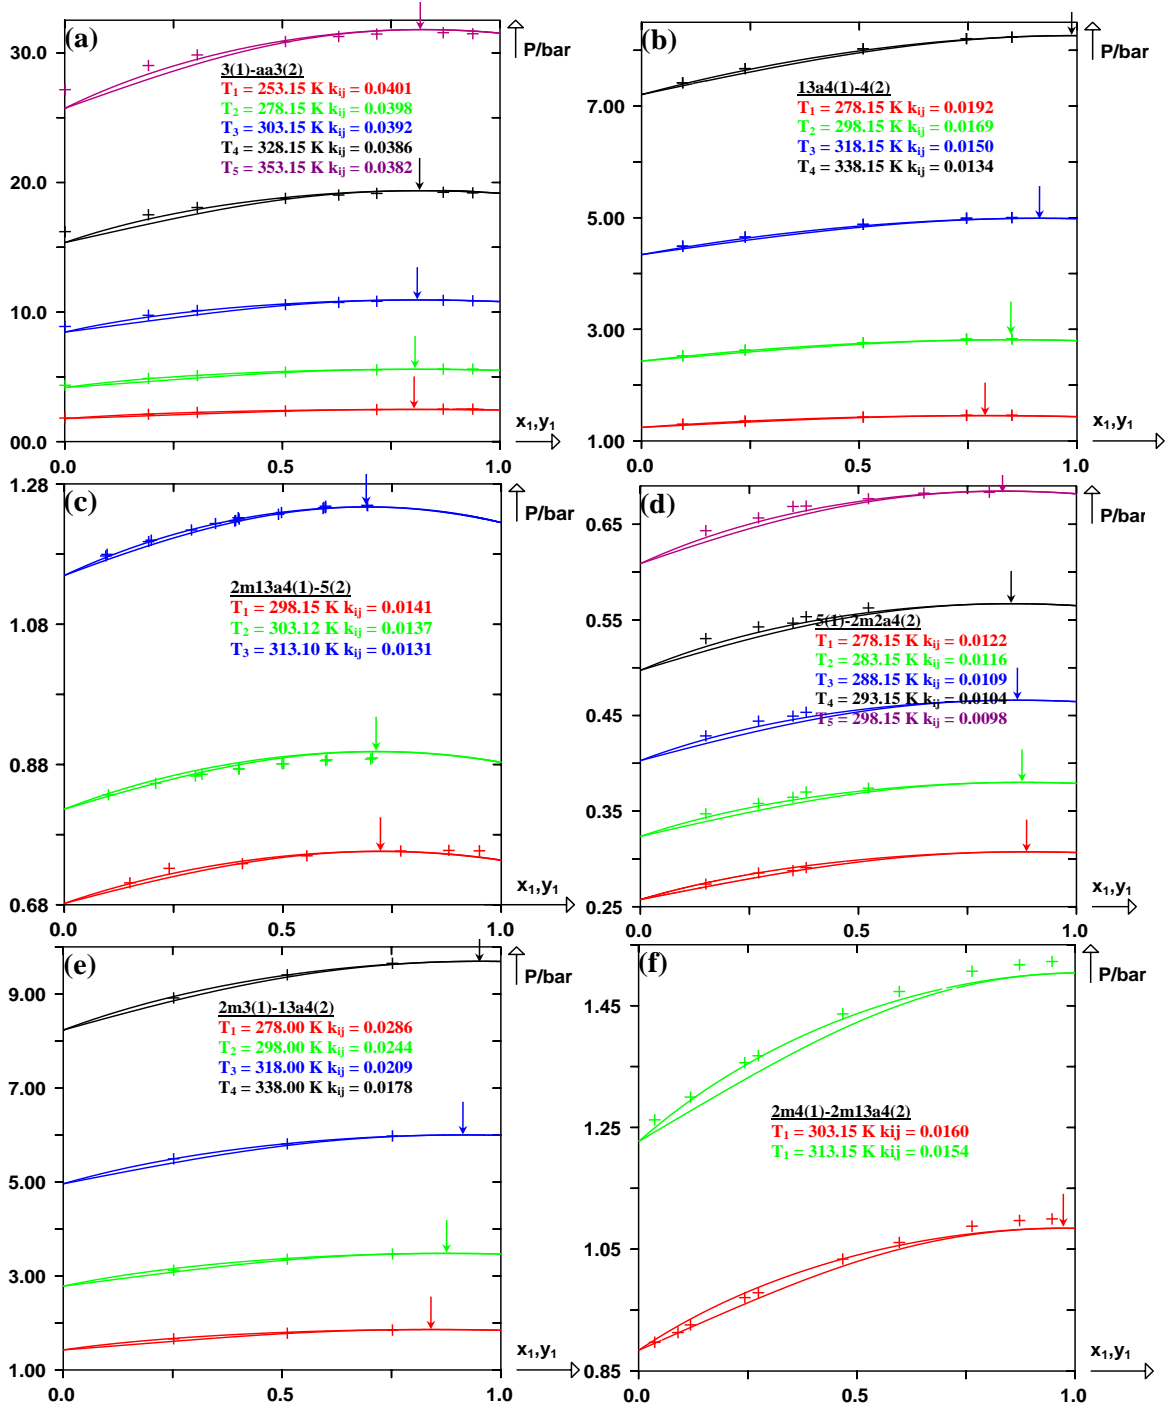 (a)
P/bar
30.0
3(1)-aa3(2)
T1 = 253.15 K kij = 0.0401
T2 = 278.15 K kij = 0.0398
T3 = 303.15 K kij = 0.0392
T4 = 328.15 K kij = 0.0386
T5 = 353.15 K kij = 0.0382
20.0
10.0
00.0
x1,y1
0.0 0.5 1.0
(b)
P/bar
13a4(1)-4(2)
T1 = 278.15 K kij = 0.0192
T2 = 298.15 K kij = 0.0169
T3 = 318.15 K kij = 0.0150
T4 = 338.15 K kij = 0.0134
7.00
5.00
3.00
1.00
x1,y1
0.0 0.5 1.0
1.28
(c)
P/bar
2m13a4(1)-5(2)
T1 = 298.15 K kij = 0.0141
T2 = 303.12 K kij = 0.0137
T3 = 313.10 K kij = 0.0131
1.08
0.88
0.68
x1,y1
0.0 0.5 1.0
(d)
P/bar
0.65
0.55
5(1)-2m2a4(2)
T1 = 278.15 K kij = 0.0122
T2 = 283.15 K kij = 0.0116
T3 = 288.15 K kij = 0.0109
T4 = 293.15 K kij = 0.0104
T5 = 298.15 K kij = 0.0098
0.45
0.35
0.25
x1,y1
0.0 0.5 1.0
(e)
P/bar
9.00
2m3(1)-13a4(2)
T1 = 278.00 K kij = 0.0286
T2 = 298.00 K kij = 0.0244
T3 = 318.00 K kij = 0.0209
T4 = 338.00 K kij = 0.0178
7.00
5.00
3.00
1.00
x1,y1
0.0 0.5 1.0
(f)
P/bar
1.45
1.25
2m4(1)-2m13a4(2)
T1 = 303.15 K kij = 0.0160
T1 = 313.15 K kij = 0.0154
1.05
0.85
x1,y1
0.0 0.5 1.0